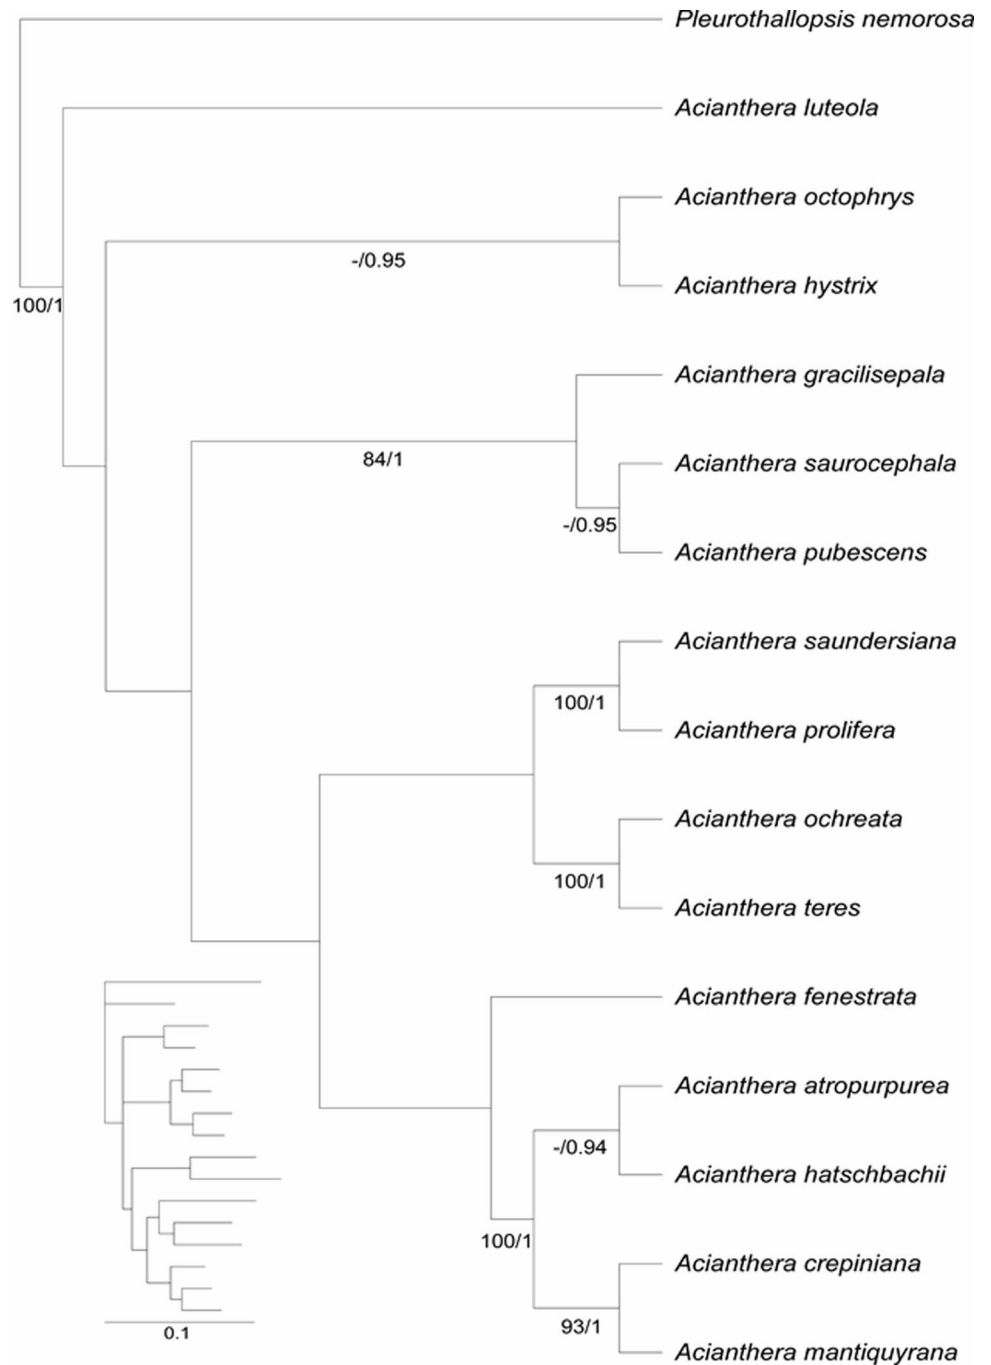 Pleurothallopsis nemorosa
Acianthera luteola
Acianthera octophrys
-/0.95
Acianthera hystrix
100/1
Acianthera gracilisepala
84/1
Acianthera saurocephala
-/0.95
Acianthera pubescens
Acianthera saundersiana
100/1
Acianthera prolifera
Acianthera ochreata
100/1
Acianthera teres
Acianthera fenestrata
Acianthera atropurpurea
-/0.94
Acianthera hatschbachii
100/1
Acianthera crepiniana
93/1
0.1
Acianthera mantiquyrana